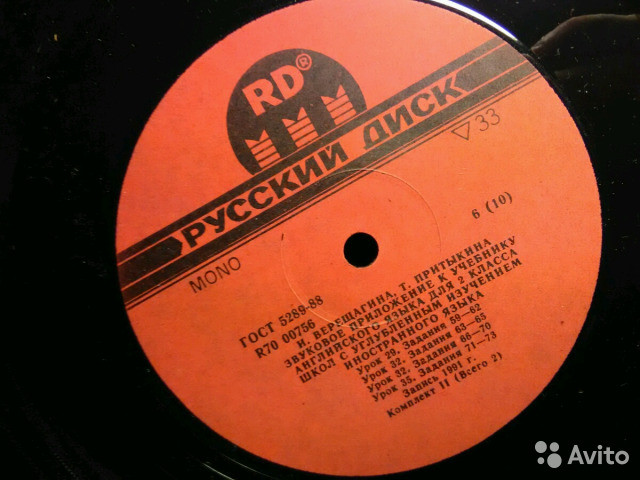 RD®
РУССКИЙ ДИСК
MONO
▽33
6 (10)
ГОСТ 5289-88
R70 00756
И. ВЕРЕЩАГИНА, Т. ПРИТЫКИНА
ЗВУКОВОЕ ПРИЛОЖЕНИЕ К УЧЕБНИКУ
АНГЛИЙСКОГО ЯЗЫКА ДЛЯ 2 КЛАССА
ШКОЛ С УГЛУБЛЕННЫМ ИЗУЧЕНИЕМ
ИНОСТРАННОГО ЯЗЫКА
Урок 29. Задания 59—62
Урок 32. Задания 63—65
Урок 32. Задания 66—70
Урок 35. Задания 71—73
Запись 1991 г.
Комплект II (Всего 2)
Avito